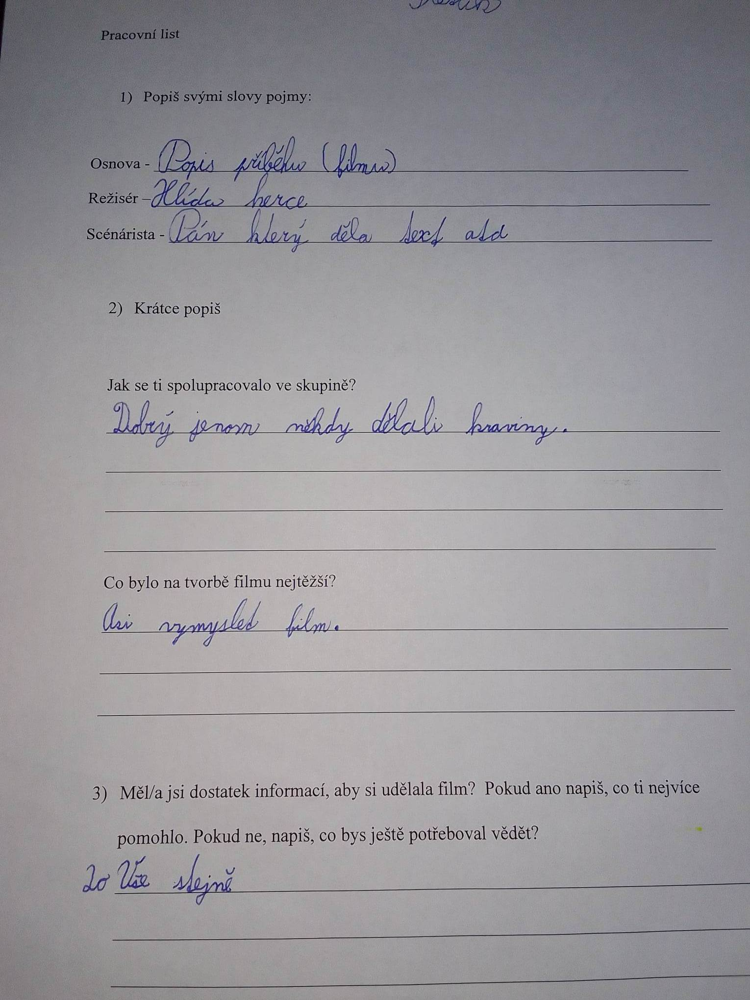 Pracovní list
1) Popiš svými slovy pojmy:
Osnova - Popis příběhu (filmu)
Režisér – Hlída herce
Scénárista - Pán který děla text atd
2) Krátce popiš
Jak se ti spolupracovalo ve skupině?
Dobrý jenom někdy dělali kraviny.
Co bylo na tvorbě filmu nejtěžší?
Asi vymyslet film.
3) Měl/a jsi dostatek informací, aby si udělala film? Pokud ano napiš, co ti nejvíce
pomohlo. Pokud ne, napiš, co bys ještě potřeboval vědět?
Jo Vše stejně